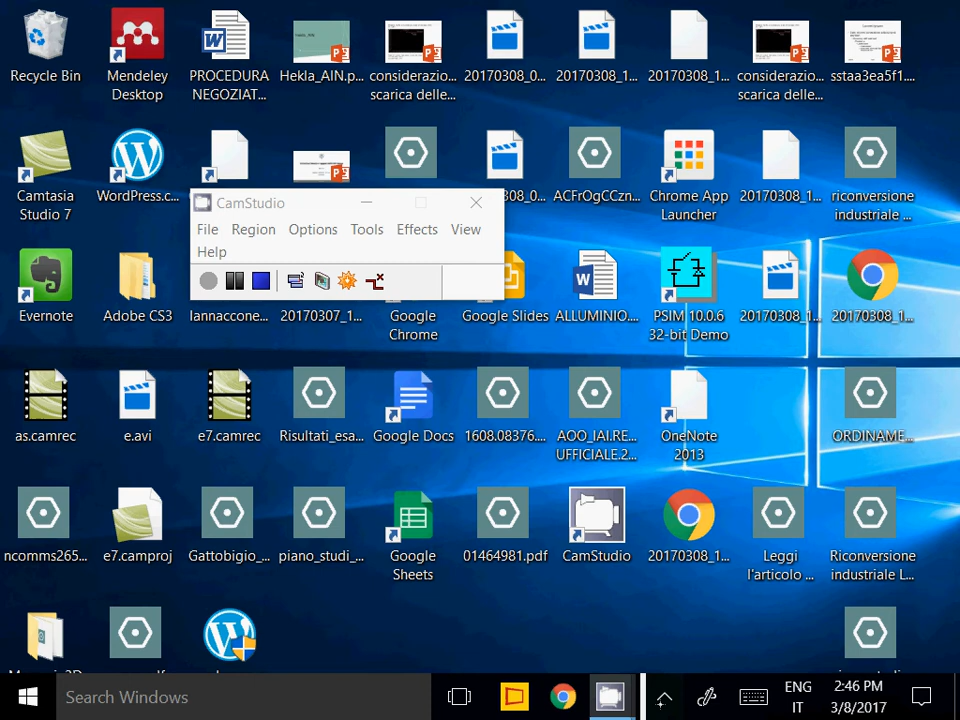 Recycle Bin
Mendeley
Desktop
PROCEDURA
NEGOZIAT...
Hekla_AIN.p...
considerazio...
scarica delle...
20170308_0...
20170308_1...
20170308_1...
considerazio...
scarica delle...
sstaa3ea5f1....
Camtasia
Studio 7
WordPress.c...
ACFrOgCCzn...
Chrome App
Launcher
20170308_1...
riconversione
industriale ...
CamStudio
File Region Options Tools Effects View
Help
Evernote
Adobe CS3
Iannaccone...
20170307_1...
Google
Chrome
Google Slides
ALLUMINIO....
PSIM 10.0.6
32-bit Demo
20170308_1...
20170308_1...
as.camrec
e.avi
e7.camrec
Risultati_esa...
Google Docs
1608.08376....
AOO_IAI.RE...
UFFICIALE.2...
OneNote
2013
ORDINAME...
ncomms265...
e7.camproj
Gattobigio_...
piano_studi_...
Google
Sheets
01464981.pdf
CamStudio
20170308_1...
Leggi
l'articolo ...
Riconversione
industriale L...
Search Windows
ENG
IT
2:46 PM
3/8/2017